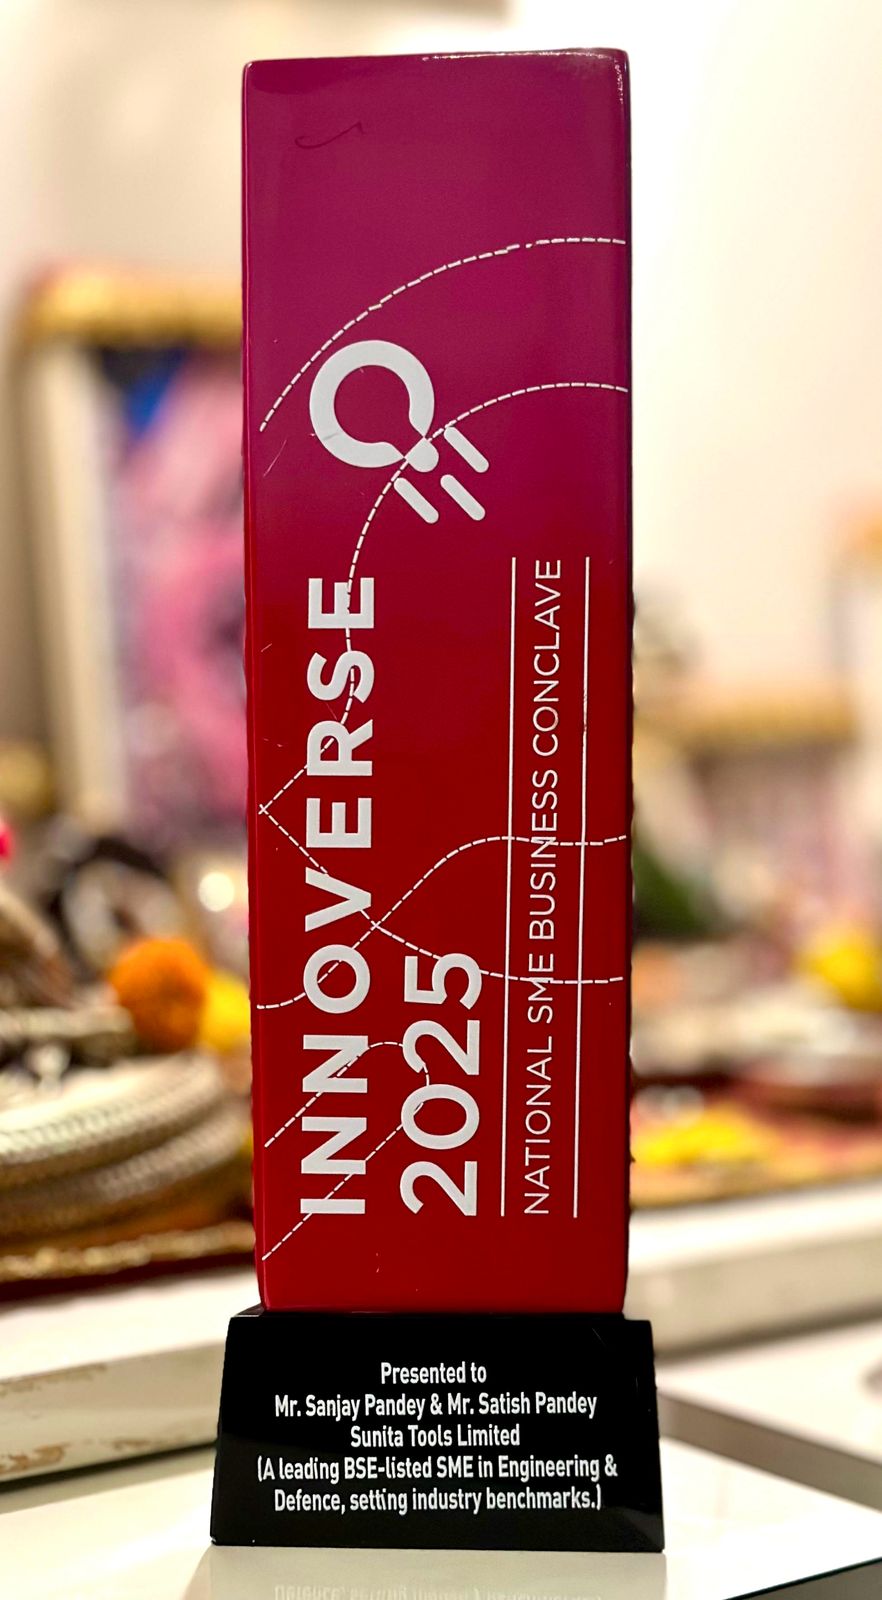 INNOVERSE
2025
NATIONAL SME BUSINESS CONCLAVE
Presented to
Mr. Sanjay Pandey & Mr. Satish Pandey
Sunita Tools Limited
(A leading BSE-listed SME in Engineering &
Defence, setting industry benchmarks.)